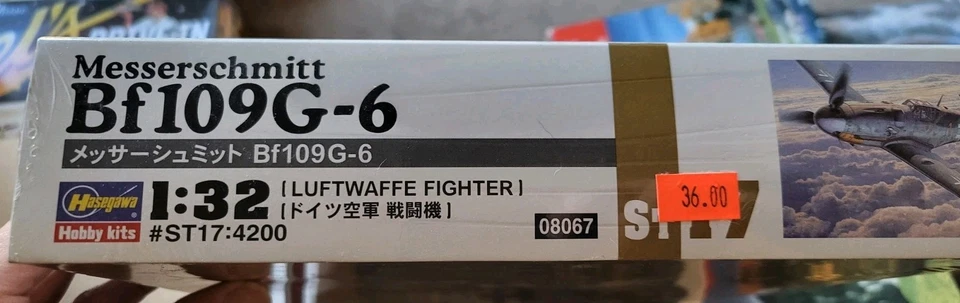 Messerschmitt
Bf109G-6
メッサーシュミット Bf109G-6
Hasegawa
Hobby kits
1:32
[LUFTWAFFE FIGHTER]
[ドイツ空軍 戦闘機]
#ST17:4200
08067
36.00